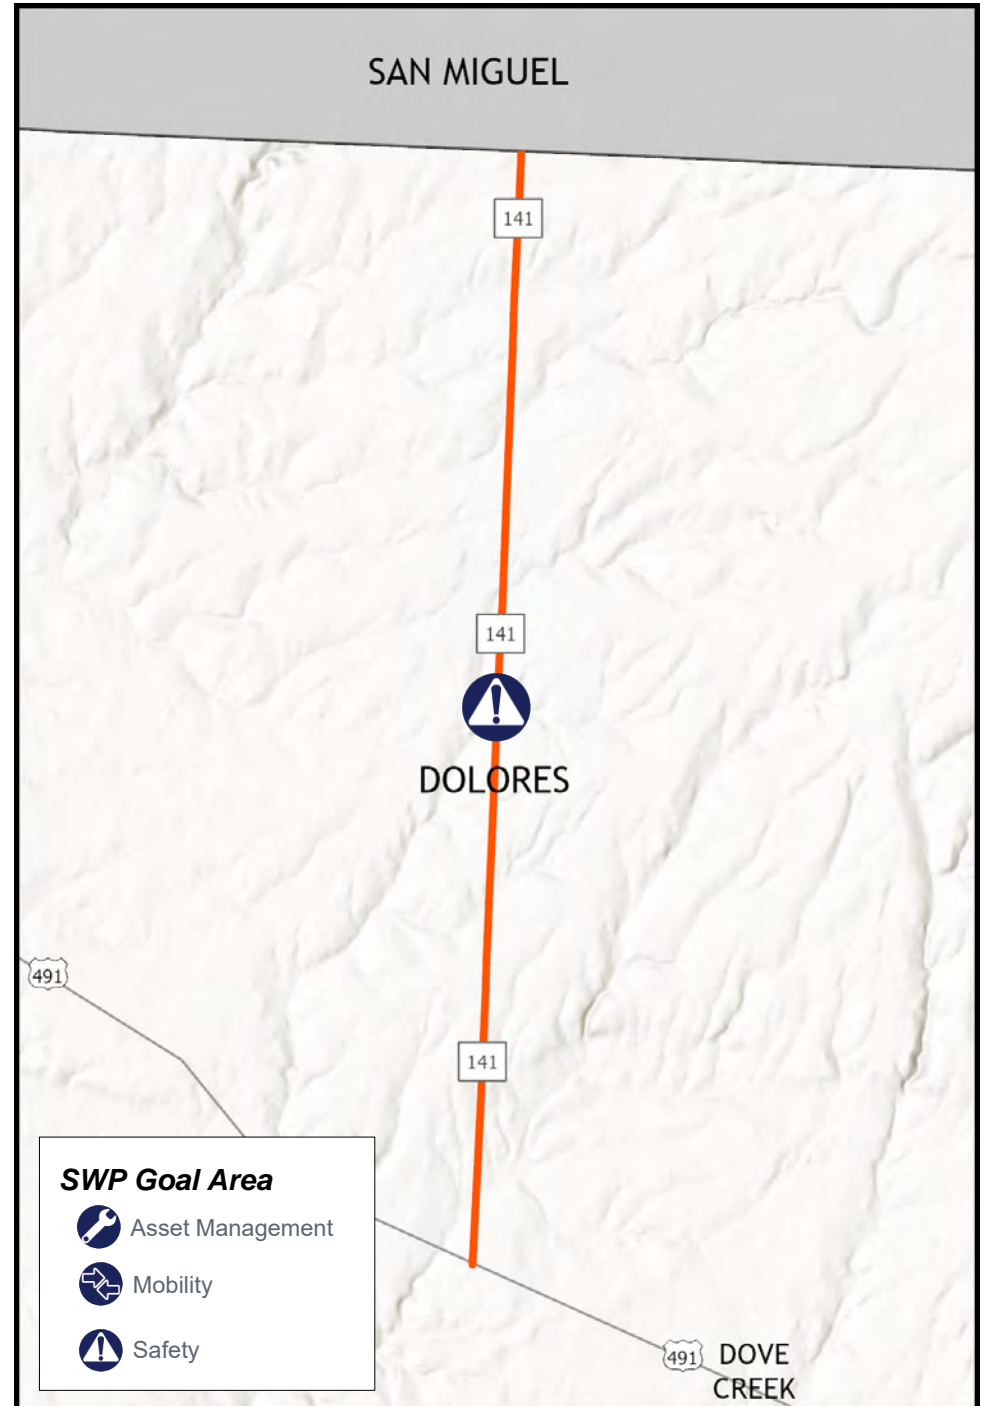 SAN MIGUEL
141
141
DOLORES
491
141
SWP Goal Area
Asset Management
Mobility
Safety
491
DOVE
CREEK